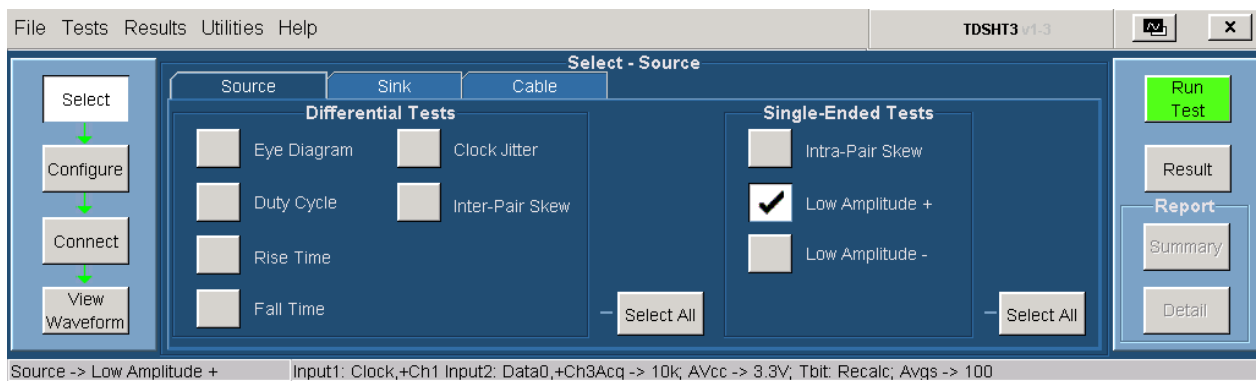 File Tests Results Utilities Help
TDSHT3 v1-3
x
Select - Source
Select
Configure
Connect
View
Waveform
Source
Sink
Cable
Differential Tests
Eye Diagram
Clock Jitter
Duty Cycle
Inter-Pair Skew
Rise Time
Fall Time
Select All
Single-Ended Tests
Intra-Pair Skew
Low Amplitude +
Low Amplitude -
Select All
Run
Test
Result
Report
Summary
Detail
Source -> Low Amplitude +
Input1: Clock,+Ch1 Input2: Data0,+Ch3Acq -> 10k; AVcc -> 3.3V; Tbit: Recalc; Avgs -> 100